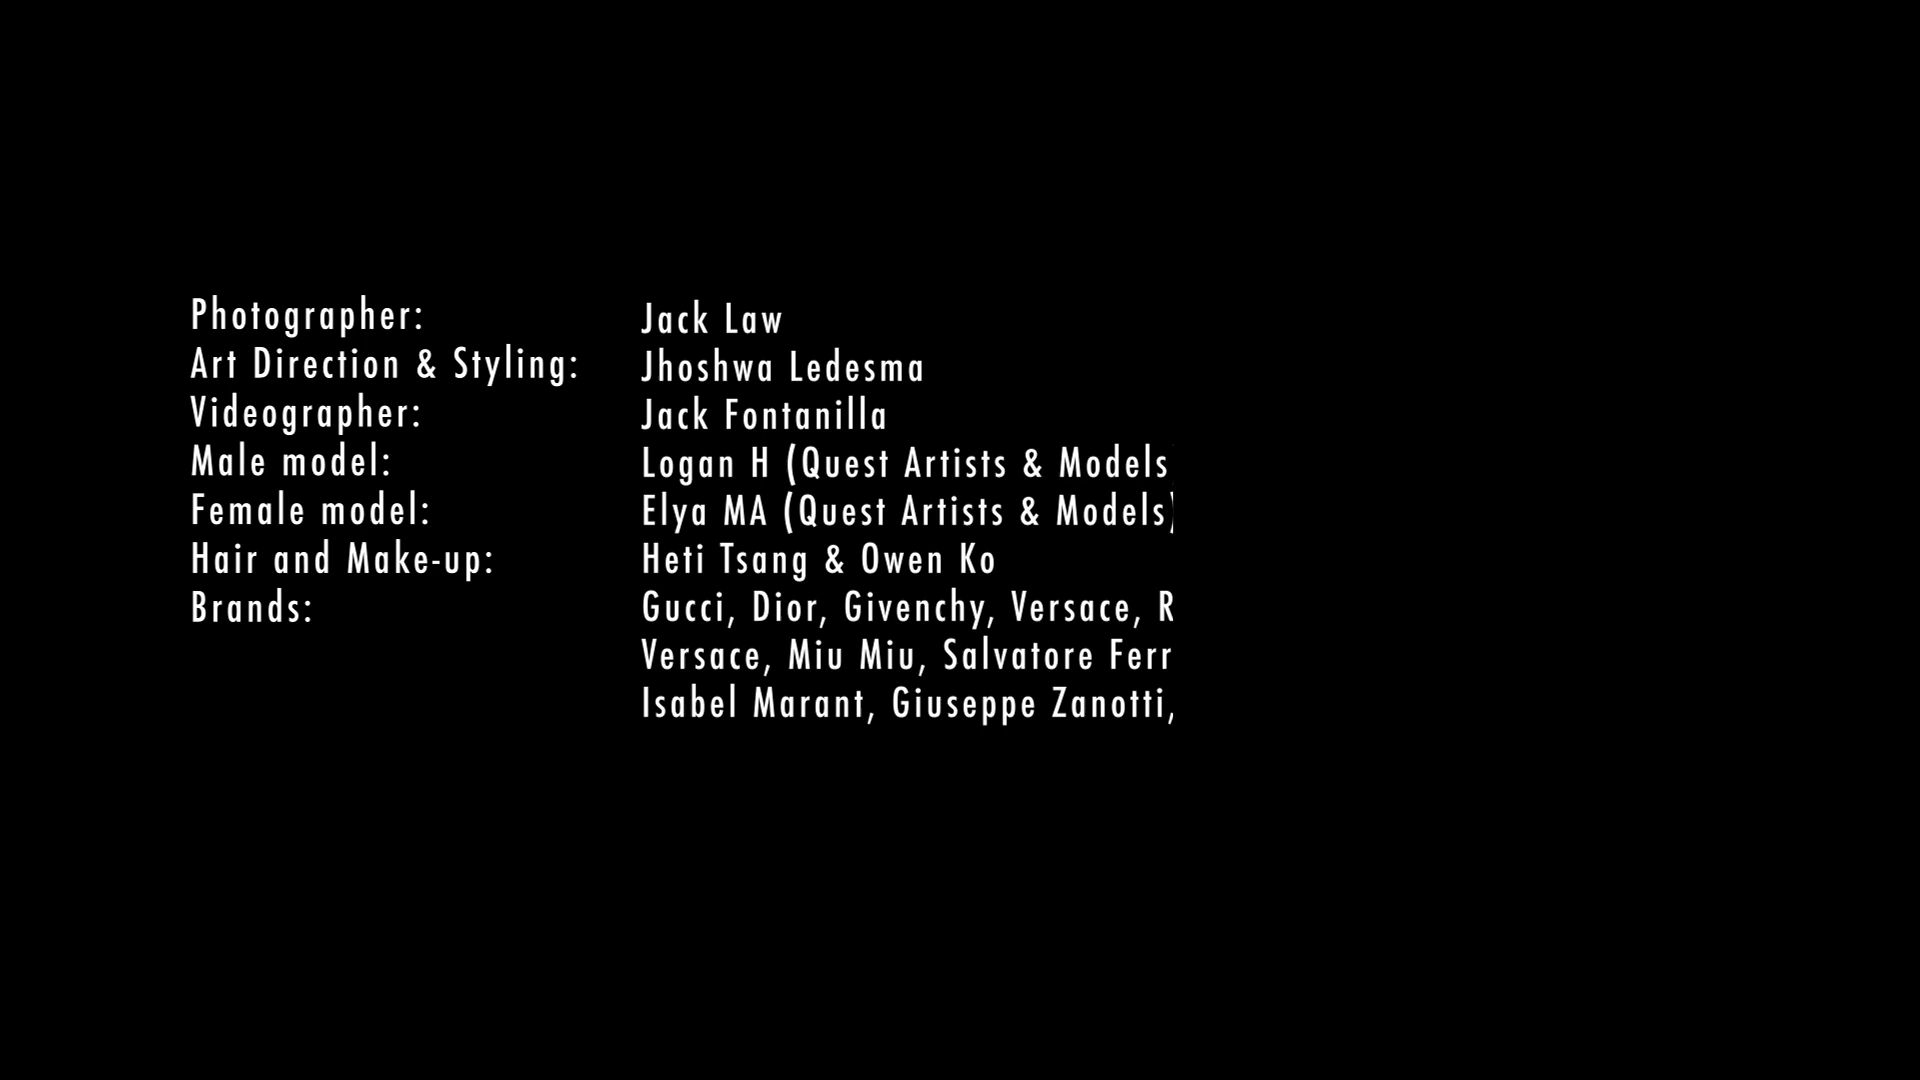 Photographer: Jack Law
Art Direction & Styling: Jhoshwa Ledesma
Videographer: Jack Fontanilla
Male model: Logan H (Quest Artists & Models
Female model: Elya MA (Quest Artists & Models)
Hair and Make-up: Heti Tsang & Owen Ko
Brands: Gucci, Dior, Givenchy, Versace,
Versace, Miu Miu, Salvatore
Isabel Marant, Giuseppe Zanotti,